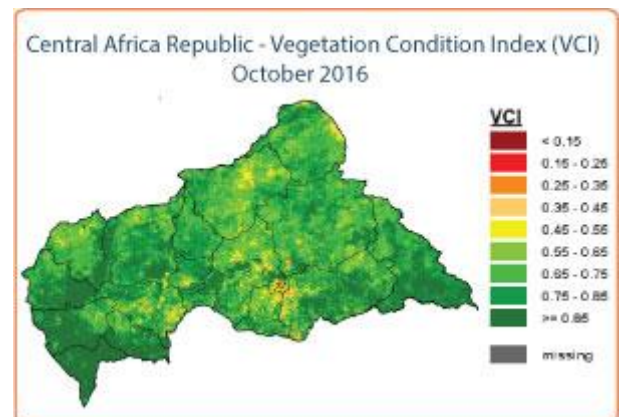 Central Africa Republic - Vegetation Condition Index (VCI)
October 2016
VCI
< 0.15
0.15 - 0.25
0.25 - 0.35
0.35 - 0.45
0.45 - 0.55
0.55 - 0.65
0.65 - 0.75
0.75 - 0.85
>= 0.85
missing